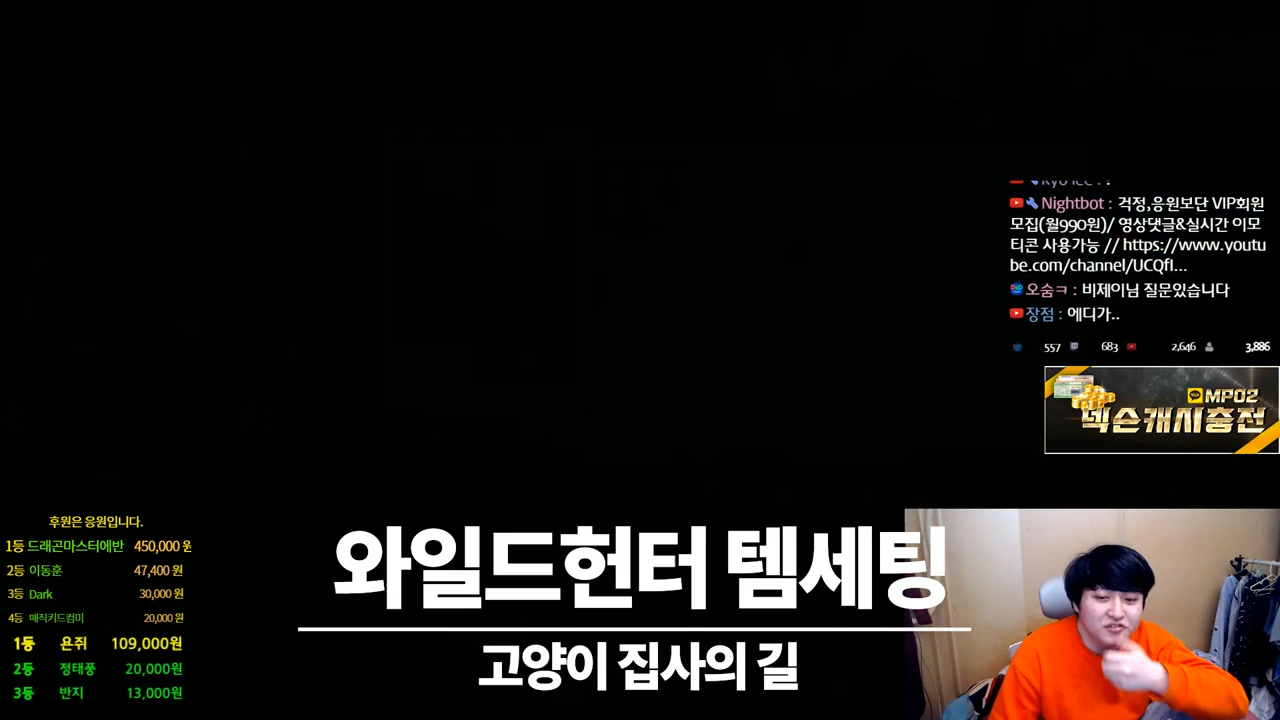 Nightbot : 걱정,응원보단 VIP회원
모집(월990원)/ 영상댓글&실시간 이모
티콘 사용가능 // https://www.youtu
be.com/channel/UCQfI...
오숨ㅋ : 비제이님 질문있습니다
장점 : 에디가..
557 683 2,646 3,886
MP02
넥슨캐시충전
후원은 응원입니다.
1등 드래곤마스터에반 450,000 원
2등 이동훈 47,400 원
3등 Dark 30,000 원
4등 매직키드컴미 20,000 원
1등 욘쥐 109,000원
2등 정태풍 20,000원
3등 반지 13,000원
와일드헌터 템세팅
고양이 집사의 길